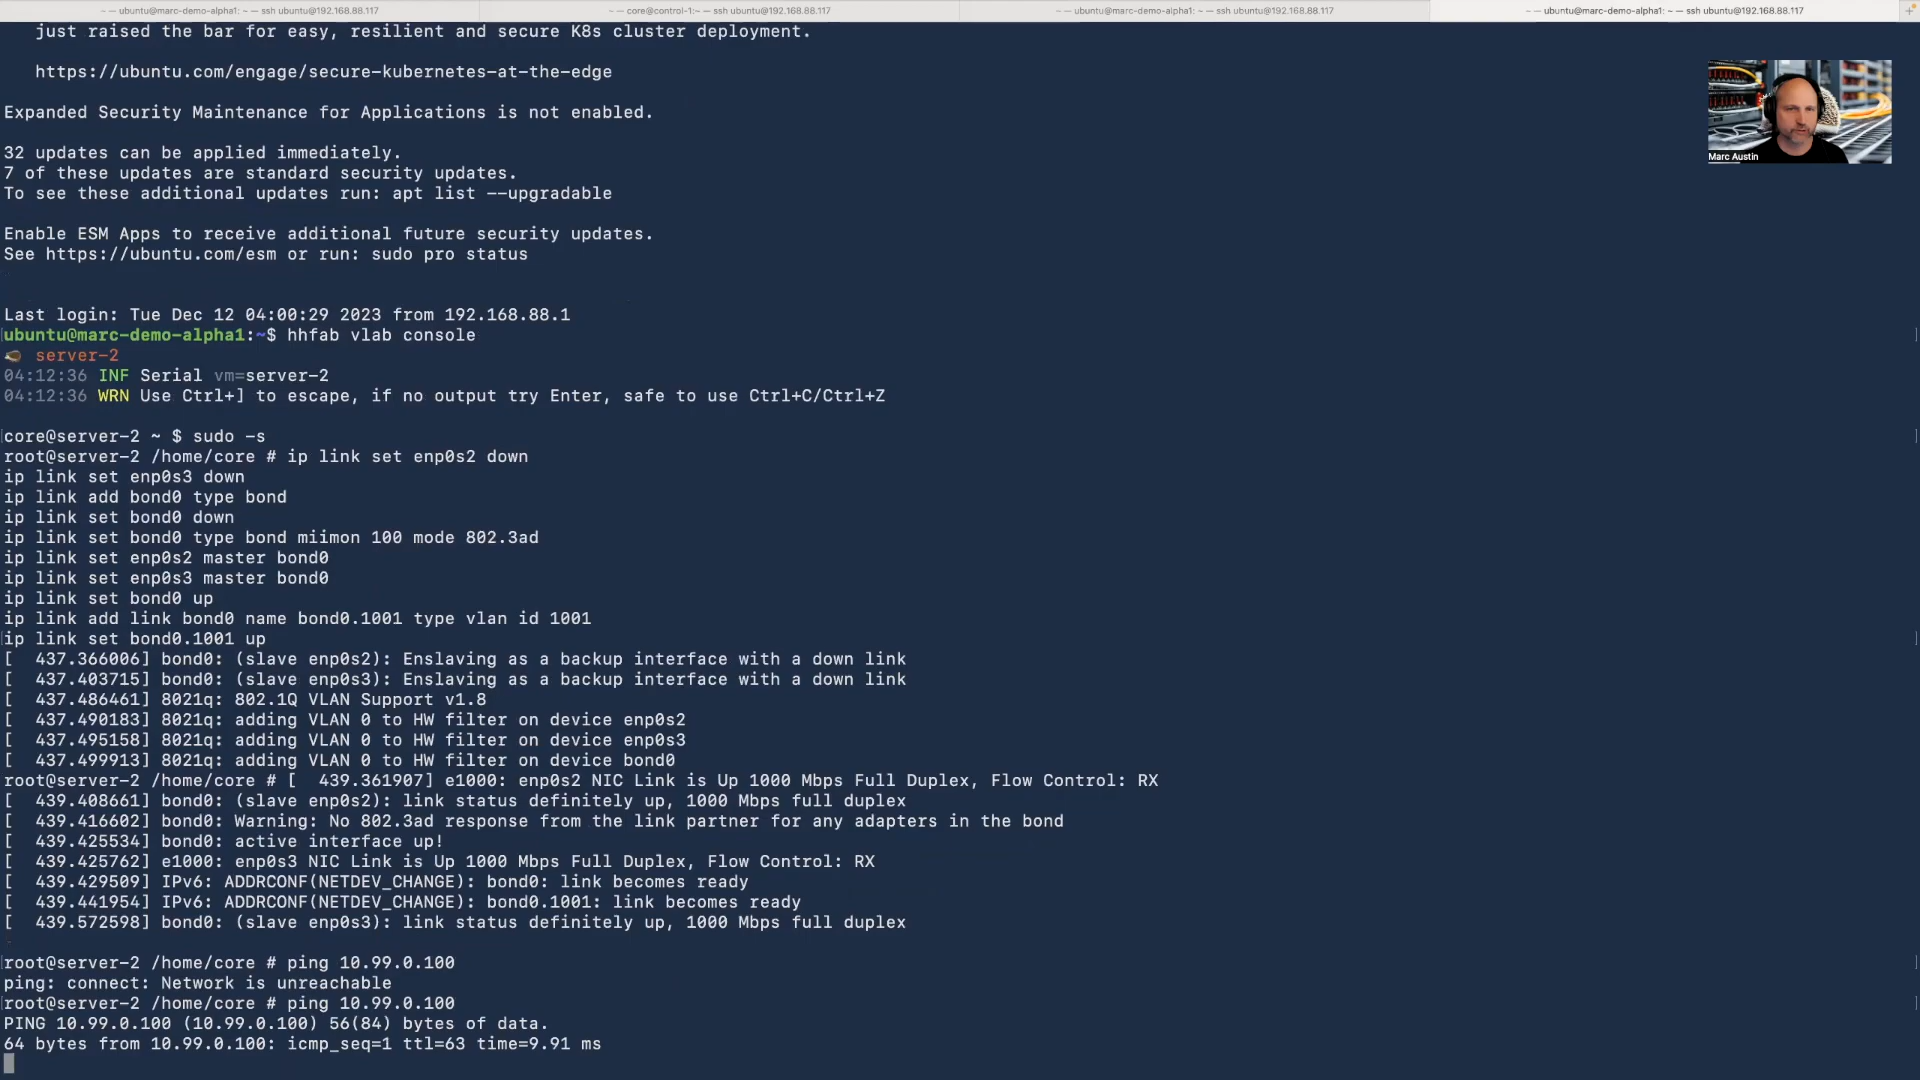 ~ — ubuntu@marc-demo-alpha1: ~ — ssh ubuntu@192.168.88.117
~ — core@control-1:~ — ssh ubuntu@192.168.88.117
~ — ubuntu@marc-demo-alpha1: ~ — ssh ubuntu@192.168.88.117
~ — ubuntu@marc-demo-alpha1: ~ — ssh ubuntu@192.168.88.117
just raised the bar for easy, resilient and secure K8s cluster deployment.
https://ubuntu.com/engage/secure-kubernetes-at-the-edge
Expanded Security Maintenance for Applications is not enabled.
32 updates can be applied immediately.
7 of these updates are standard security updates.
To see these additional updates run: apt list --upgradable
Enable ESM Apps to receive additional future security updates.
See https://ubuntu.com/esm or run: sudo pro status
Last login: Tue Dec 12 04:00:29 2023 from 192.168.88.1
ubuntu@marc-demo-alpha1:~$ hhfab vlab console
🦔 server-2
04:12:36 INF Serial vm=server-2
04:12:36 WRN Use Ctrl+] to escape, if no output try Enter, safe to use Ctrl+C/Ctrl+Z
core@server-2 ~ $ sudo -s
root@server-2 /home/core # ip link set enp0s2 down
ip link set enp0s3 down
ip link add bond0 type bond
ip link set bond0 down
ip link set bond0 type bond miimon 100 mode 802.3ad
ip link set enp0s2 master bond0
ip link set enp0s3 master bond0
ip link set bond0 up
ip link add link bond0 name bond0.1001 type vlan id 1001
ip link set bond0.1001 up
[  437.366006] bond0: (slave enp0s2): Enslaving as a backup interface with a down link
[  437.403715] bond0: (slave enp0s3): Enslaving as a backup interface with a down link
[  437.486461] 8021q: 802.1Q VLAN Support v1.8
[  437.490183] 8021q: adding VLAN 0 to HW filter on device enp0s2
[  437.495158] 8021q: adding VLAN 0 to HW filter on device enp0s3
[  437.499913] 8021q: adding VLAN 0 to HW filter on device bond0
root@server-2 /home/core # [  439.361907] e1000: enp0s2 NIC Link is Up 1000 Mbps Full Duplex, Flow Control: RX
[  439.408661] bond0: (slave enp0s2): link status definitely up, 1000 Mbps full duplex
[  439.416602] bond0: Warning: No 802.3ad response from the link partner for any adapters in the bond
[  439.425534] bond0: active interface up!
[  439.425762] e1000: enp0s3 NIC Link is Up 1000 Mbps Full Duplex, Flow Control: RX
[  439.429509] IPv6: ADDRCONF(NETDEV_CHANGE): bond0: link becomes ready
[  439.441954] IPv6: ADDRCONF(NETDEV_CHANGE): bond0.1001: link becomes ready
[  439.572598] bond0: (slave enp0s3): link status definitely up, 1000 Mbps full duplex
root@server-2 /home/core # ping 10.99.0.100
ping: connect: Network is unreachable
root@server-2 /home/core # ping 10.99.0.100
PING 10.99.0.100 (10.99.0.100) 56(84) bytes of data.
64 bytes from 10.99.0.100: icmp_seq=1 ttl=63 time=9.91 ms
Marc Austin